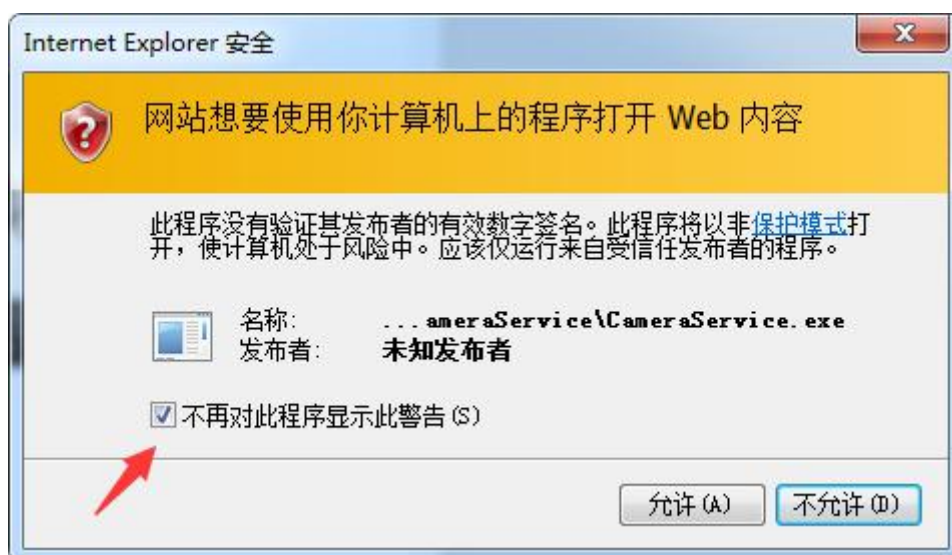 Internet Explorer 安全
网站想要使用你计算机上的程序打开 Web 内容
此程序没有验证其发布者的有效数字签名。此程序将以非保护模式打
开，使计算机处于风险中。应该仅运行来自受信任发布者的程序。
名称: ...ameraService\CameraService.exe
发布者: 未知发布者
不再对此程序显示此警告(S)
允许(A) 不允许(D)